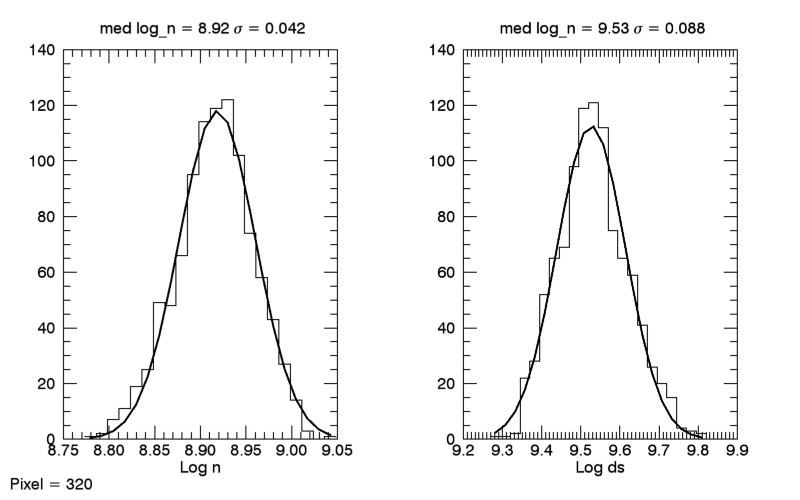 med log_n = 8.92 σ = 0.042
med log_n = 9.53 σ = 0.088
140
120
100
80
60
40
20
0
8.75 8.80 8.85 8.90 8.95 9.00 9.05
Log n
140
120
100
80
60
40
20
0
9.2 9.3 9.4 9.5 9.6 9.7 9.8 9.9
Log ds
Pixel = 320